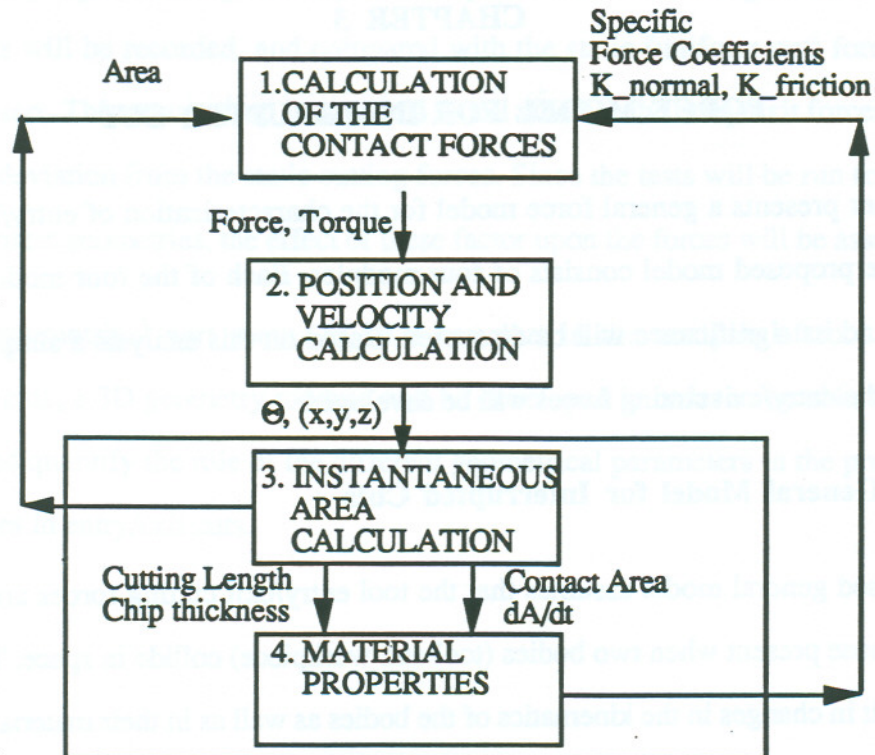 Area
Specific
Force Coefficients
K_normal, K_friction
1.CALCULATION
OF THE
CONTACT FORCES
Force, Torque
2. POSITION AND
VELOCITY
CALCULATION
Θ, (x,y,z)
3. INSTANTANEOUS
AREA
CALCULATION
Cutting Length
Chip thickness
Contact Area
dA/dt
4. MATERIAL
PROPERTIES